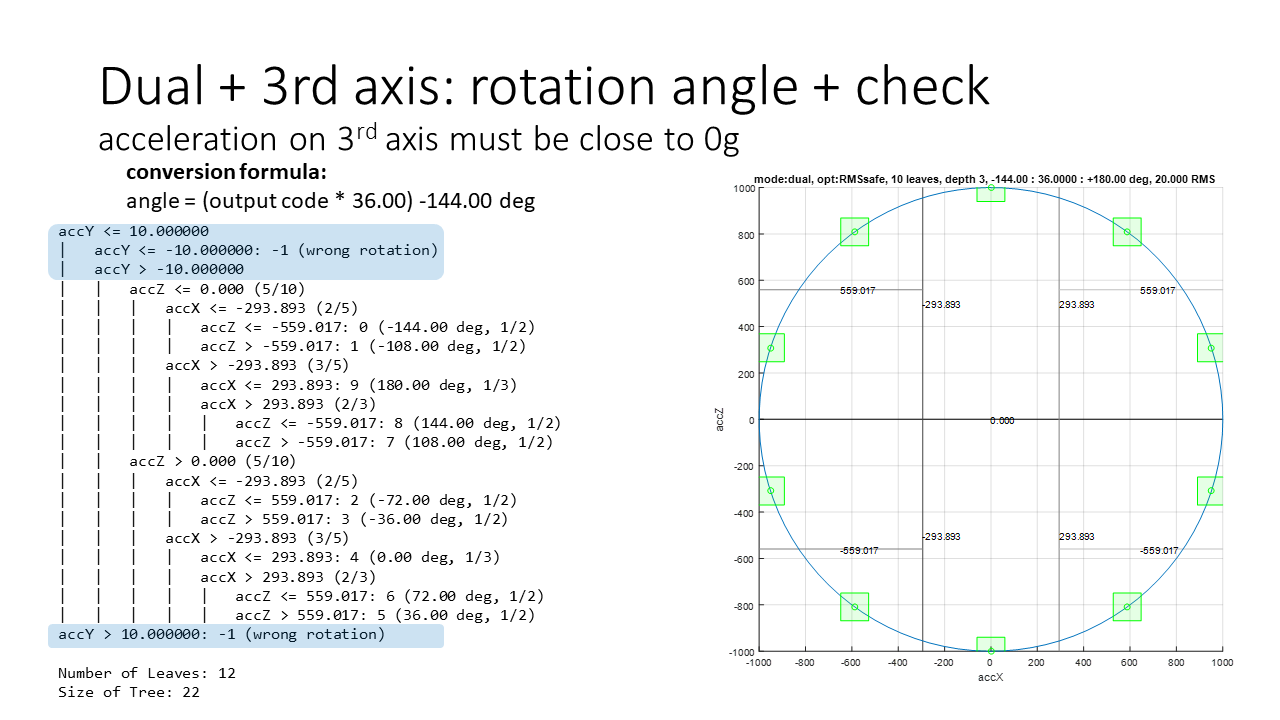 Dual + 3rd axis: rotation angle + check
acceleration on 3rd axis must be close to 0g
conversion formula:
angle = (output code * 36.00) -144.00 deg
accY <= 10.000000
|   accY <= -10.000000: -1 (wrong rotation)
|   accY > -10.000000
|   |   accZ <= 0.000 (5/10)
|   |   |   accX <= -293.893 (2/5)
|   |   |   |   accZ <= -559.017: 0 (-144.00 deg, 1/2)
|   |   |   |   accZ > -559.017: 1 (-108.00 deg, 1/2)
|   |   |   accX > -293.893 (3/5)
|   |   |   |   accX <= 293.893: 9 (180.00 deg, 1/3)
|   |   |   |   accX > 293.893 (2/3)
|   |   |   |   |   accZ <= -559.017: 8 (144.00 deg, 1/2)
|   |   |   |   |   accZ > -559.017: 7 (108.00 deg, 1/2)
|   |   accZ > 0.000 (5/10)
|   |   |   accX <= -293.893 (2/5)
|   |   |   |   accZ <= 559.017: 2 (-72.00 deg, 1/2)
|   |   |   |   accZ > 559.017: 3 (-36.00 deg, 1/2)
|   |   |   accX > -293.893 (3/5)
|   |   |   |   accX <= 293.893: 4 (0.00 deg, 1/3)
|   |   |   |   accX > 293.893 (2/3)
|   |   |   |   |   accZ <= 559.017: 6 (72.00 deg, 1/2)
|   |   |   |   |   accZ > 559.017: 5 (36.00 deg, 1/2)
accY > 10.000000: -1 (wrong rotation)
Number of Leaves: 12
Size of Tree: 22
mode:dual, opt:RMSsafe, 10 leaves, depth 3, -144.00 : 36.0000 : +180.00 deg, 20.000 RMS
1000
800
600
559.017 559.017
-293.893 293.893
400
200
0
0.000
accZ
-200
-400
-293.893 293.893
-559.017 -559.017
-600
-800
-1000
-1000 -800 -600 -400 -200 0 200 400 600 800 1000
accX